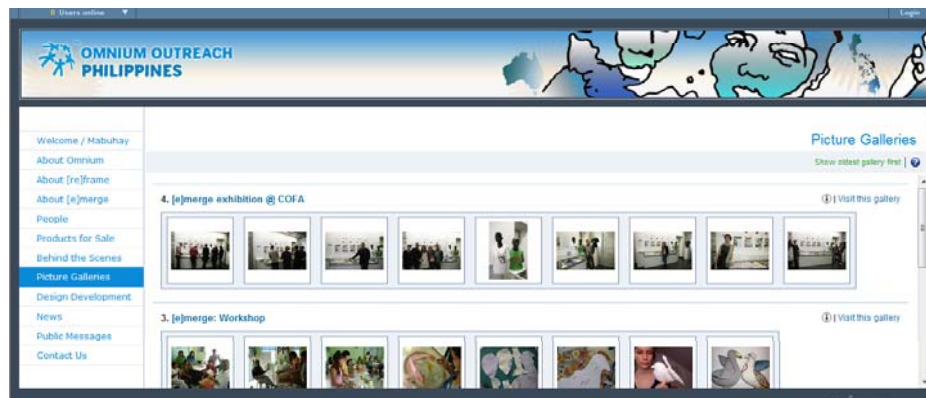 8 Users online ▼
Login
OMNIUM OUTREACH
PHILIPPINES
Welcome / Mabuhay
About Omnium
About [re]frame
About [e]merge
People
Products for Sale
Behind the Scenes
Picture Galleries
Design Development
News
Public Messages
Contact Us
Picture Galleries
Show oldest gallery first | ?
4. [e]merge exhibition @ COFA
i | Visit this gallery
3. [e]merge: Workshop
i | Visit this gallery